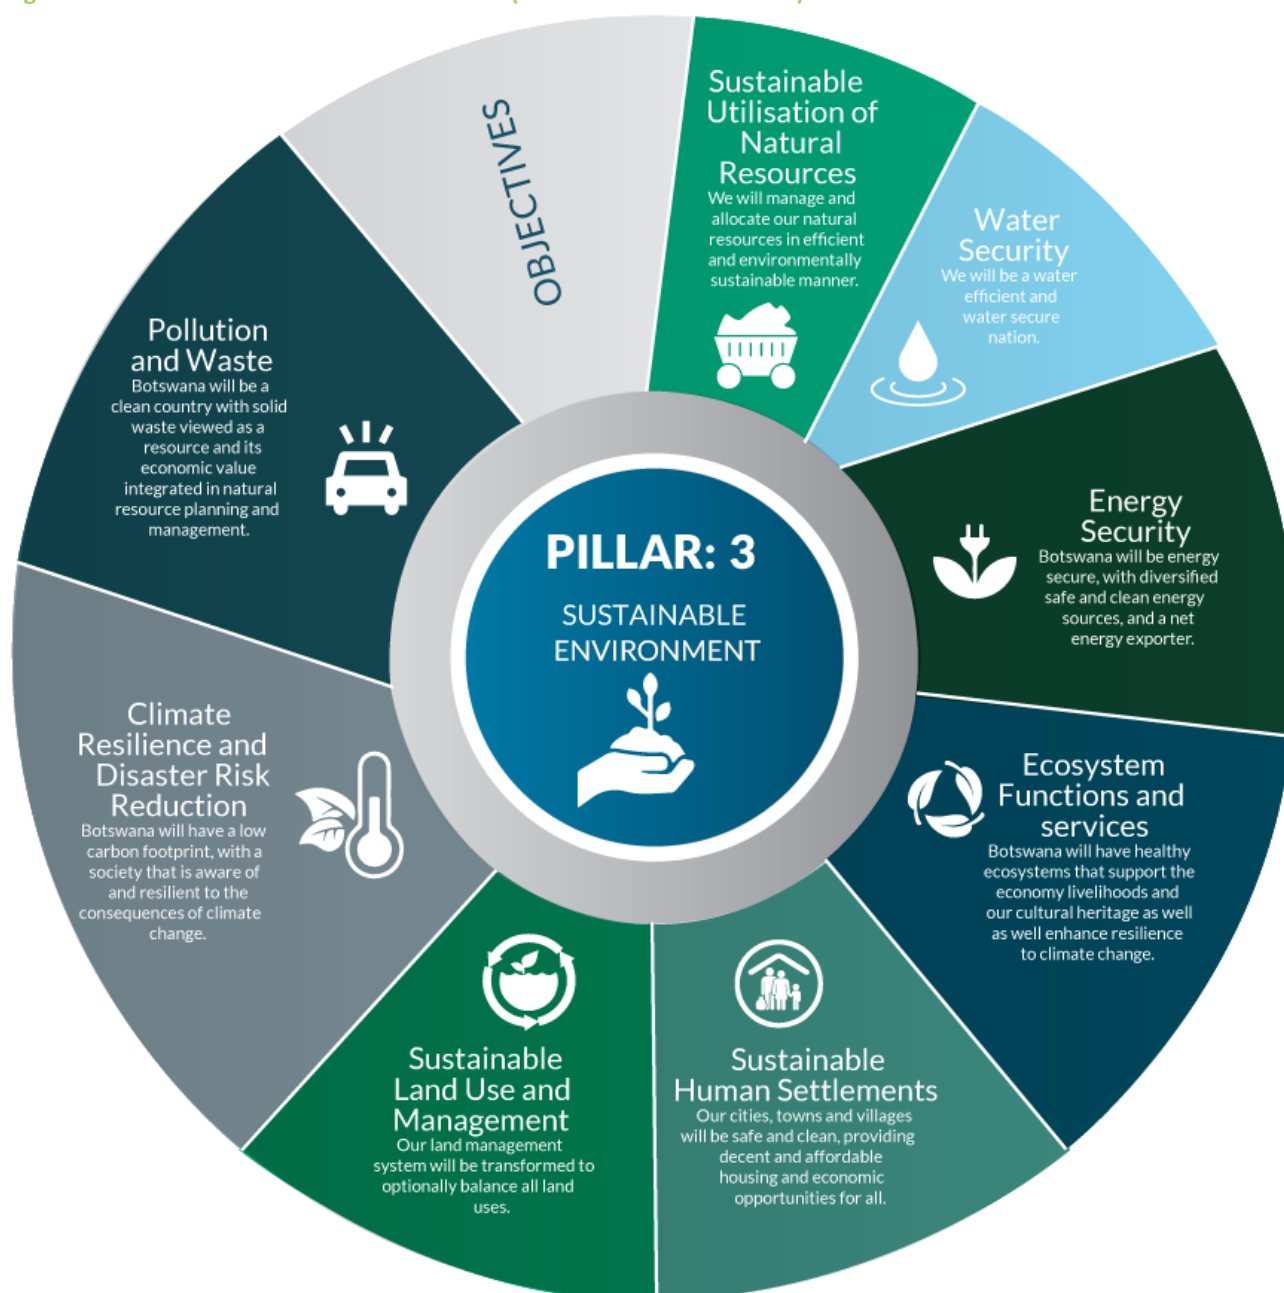 OBJECTIVES
Sustainable
Utilisation of
Natural
Resources
We will manage and
allocate our natural
resources in efficient
and environmentally
sustainable manner.
Water
Security
We will be a water
efficient and
water secure
nation.
Energy
Security
Botswana will be energy
secure, with diversified
safe and clean energy
sources, and a net
energy exporter.
Ecosystem
Functions and
services
Botswana will have healthy
ecosystems that support the
economy livelihoods and
our cultural heritage as well
as well enhance resilience
to climate change.
Sustainable
Human Settlements
Our cities, towns and villages
will be safe and clean, providing
decent and affordable
housing and economic
opportunities for all.
Sustainable
Land Use and
Management
Our land management
system will be transformed to
optionally balance all land
uses.
Climate
Resilience and
Disaster Risk
Reduction
Botswana will have a low
carbon footprint, with a
society that is aware of
and resilient to the
consequences of climate
change.
Pollution
and Waste
Botswana will be a
clean country with solid
waste viewed as a
resource and its
economic value
integrated in natural
resource planning and
management.
PILLAR: 3
SUSTAINABLE
ENVIRONMENT